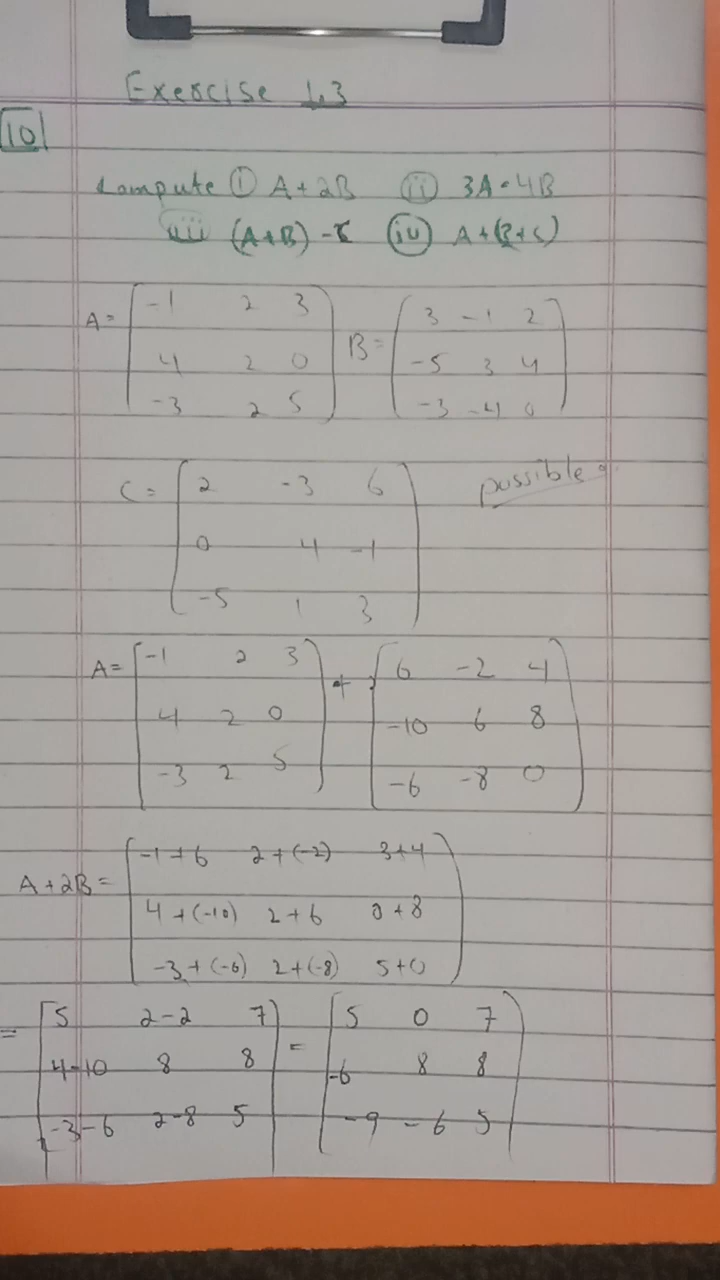 Exercise 1.3
10
Compute (i) A+2B (ii) 3A-4B
(iii) (A+B)-C (iv) A+(B+C)
A= [-1 2 3 B= [3 -1 2
4 2 0 -5 3 4
-3 2 5] -3 -4 0]
C= [2 -3 6 possible
0 4 -1
-5 1 3]
A= [-1 2 3 + [6 -2 4
4 2 0 -10 6 8
-3 2 5] -6 -8 0]
A+2B= [-1+6 2+(-2) 3+4
4+(-10) 2+6 0+8
-3+(-6) 2+(-8) 5+0]
= [5 2-2 7 = [5 0 7
4-10 8 8 -6 8 8
-3-6 2-8 5] -9 -6 5]